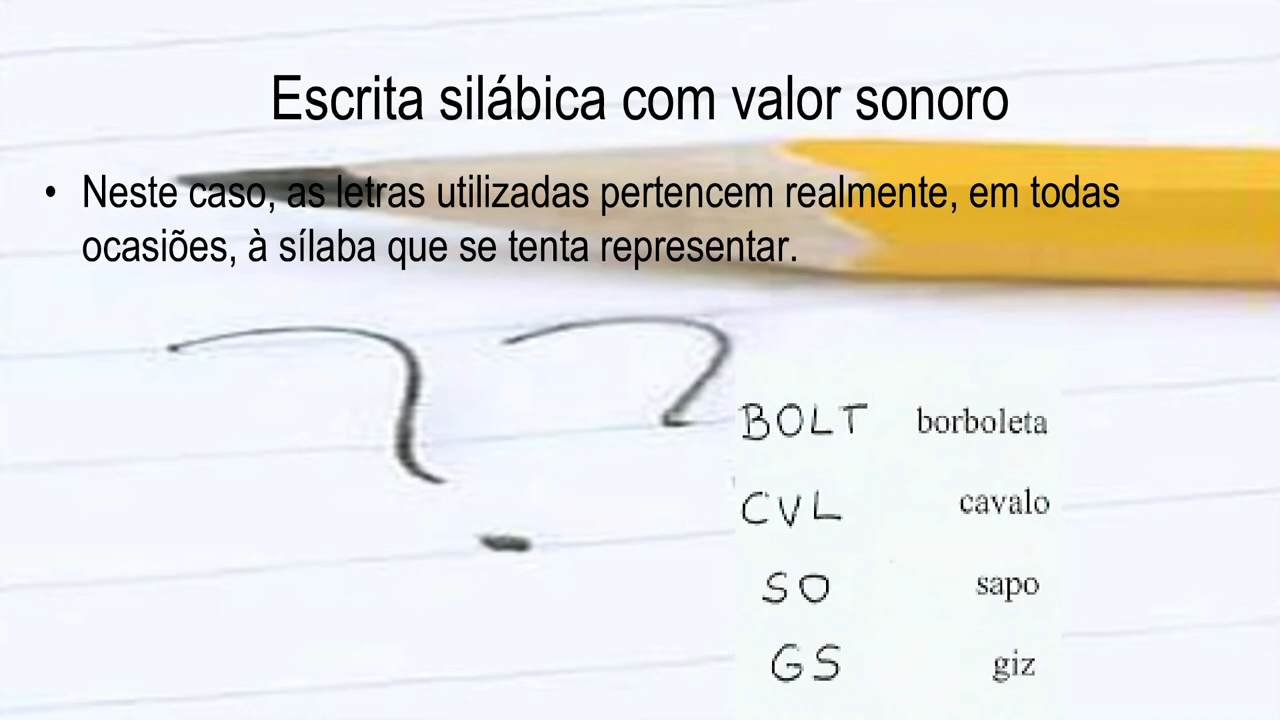 Escrita silábica com valor sonoro
• Neste caso, as letras utilizadas pertencem realmente, em todas
ocasiões, à sílaba que se tenta representar.
??
BOLT borboleta
CVL cavalo
SO sapo
GS giz